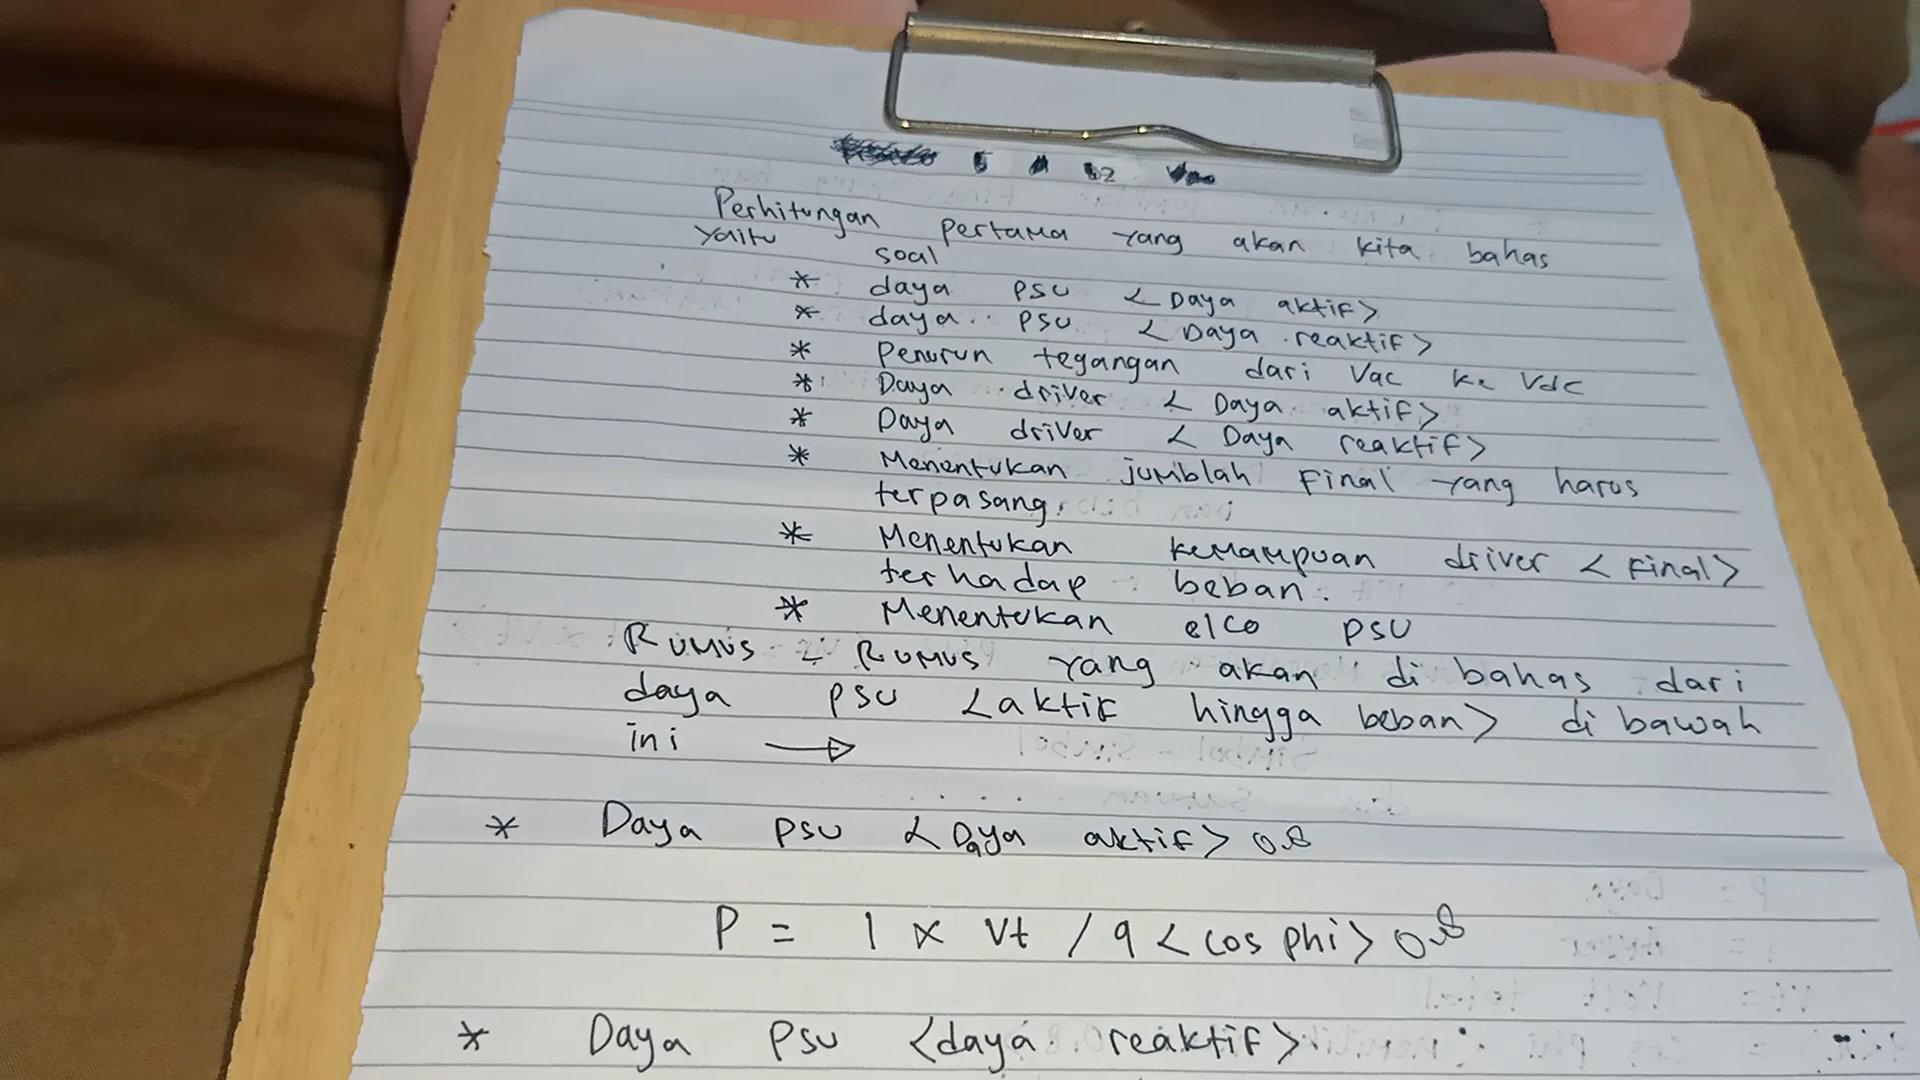 Perhitungan pertama yang akan kita bahas
yaitu soal
* daya psu <Daya aktif>
* daya psu <Daya reaktif>
* Penurun tegangan dari Vac ke Vdc
* Daya driver <Daya aktif>
* Daya driver <Daya reaktif>
* Menentukan jumblah Final yang harus
terpasang
* Menentukan kemampuan driver <Final>
terhadap beban.
* Menentukan elco PSU
Rumus - Rumus yang akan di bahas dari
daya psu <aktif hingga beban> di bawah
ini →
* Daya psu <Daya aktif> 0.8
P = 1 x Vt / q <cos phi> 0.8
* Daya psu <daya reaktif>